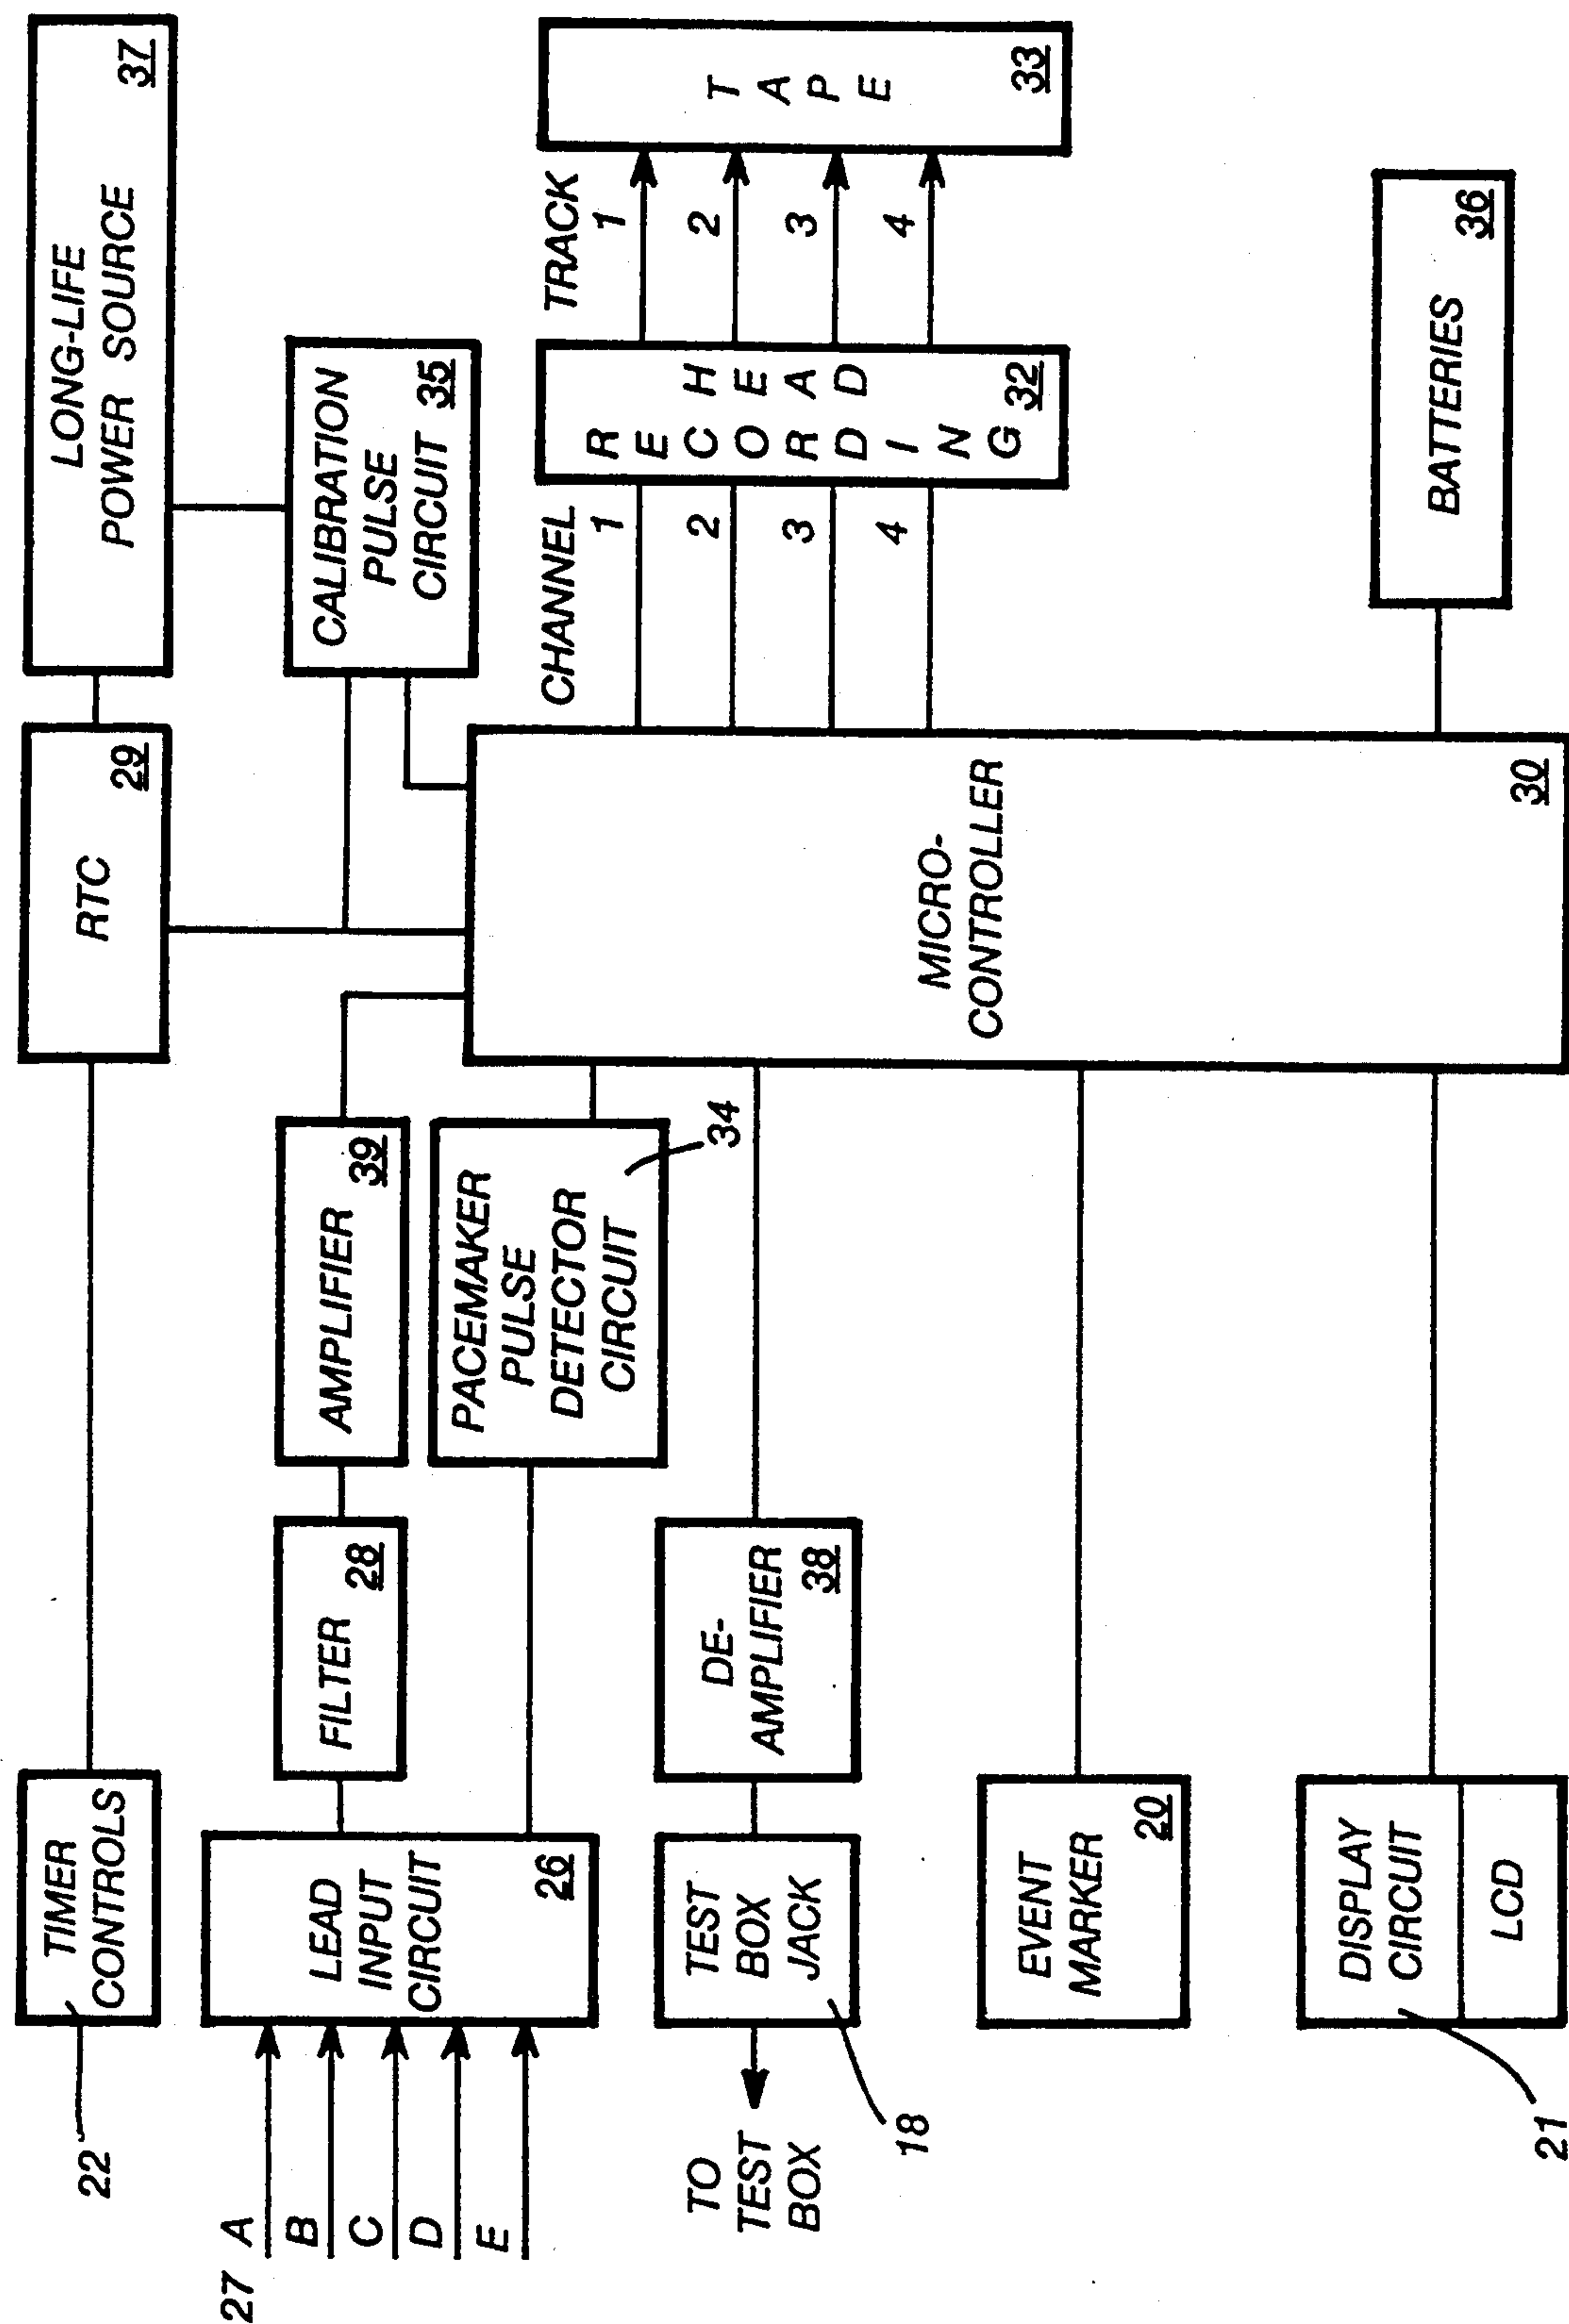 TIMER
CONTROLS
22
RTC
29
LONG-LIFE
POWER SOURCE
37
27
A
B
C
D
E
LEAD
INPUT
CIRCUIT
26
FILTER
28
AMPLIFIER
39
PACEMAKER
PULSE
DETECTOR
CIRCUIT
34
CALIBRATION
PULSE
CIRCUIT
35
TO
TEST
BOX
TEST
BOX
JACK
18
DE-
AMPLIFIER
38
MICRO-
CONTROLLER
30
CHANNEL
1
2
3
4
RECORDING
HEAD
32
TRACK
1
2
3
4
TAPE
33
EVENT
MARKER
20
DISPLAY
CIRCUIT
LCD
21
BATTERIES
36